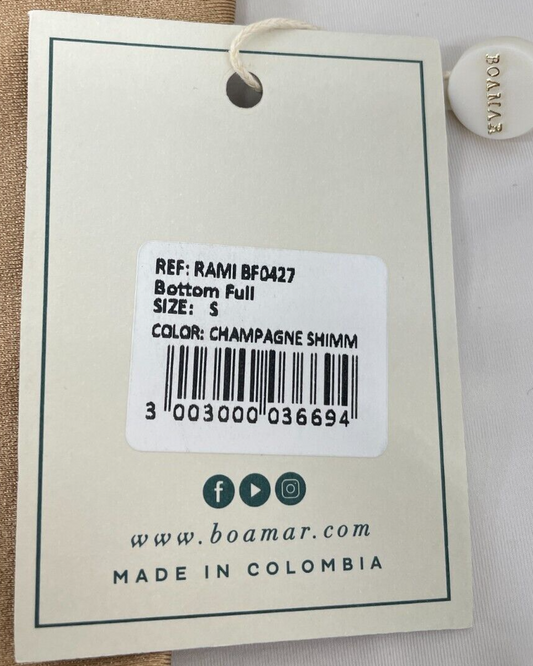 BOAMAR
REF: RAMI BF0427
Bottom Full
SIZE: S
COLOR: CHAMPAGNE SHIMM
3 003000 036694
www.boamar.com
MADE IN COLOMBIA